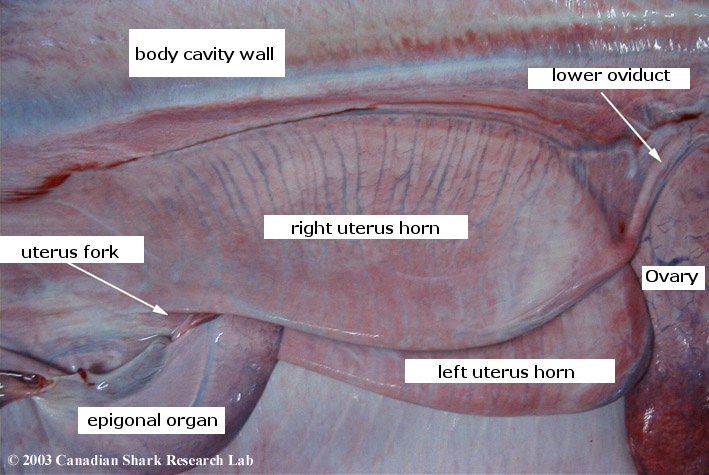 body cavity wall
lower oviduct
right uterus horn
uterus fork
Ovary
left uterus horn
epigonal organ
© 2003 Canadian Shark Research Lab